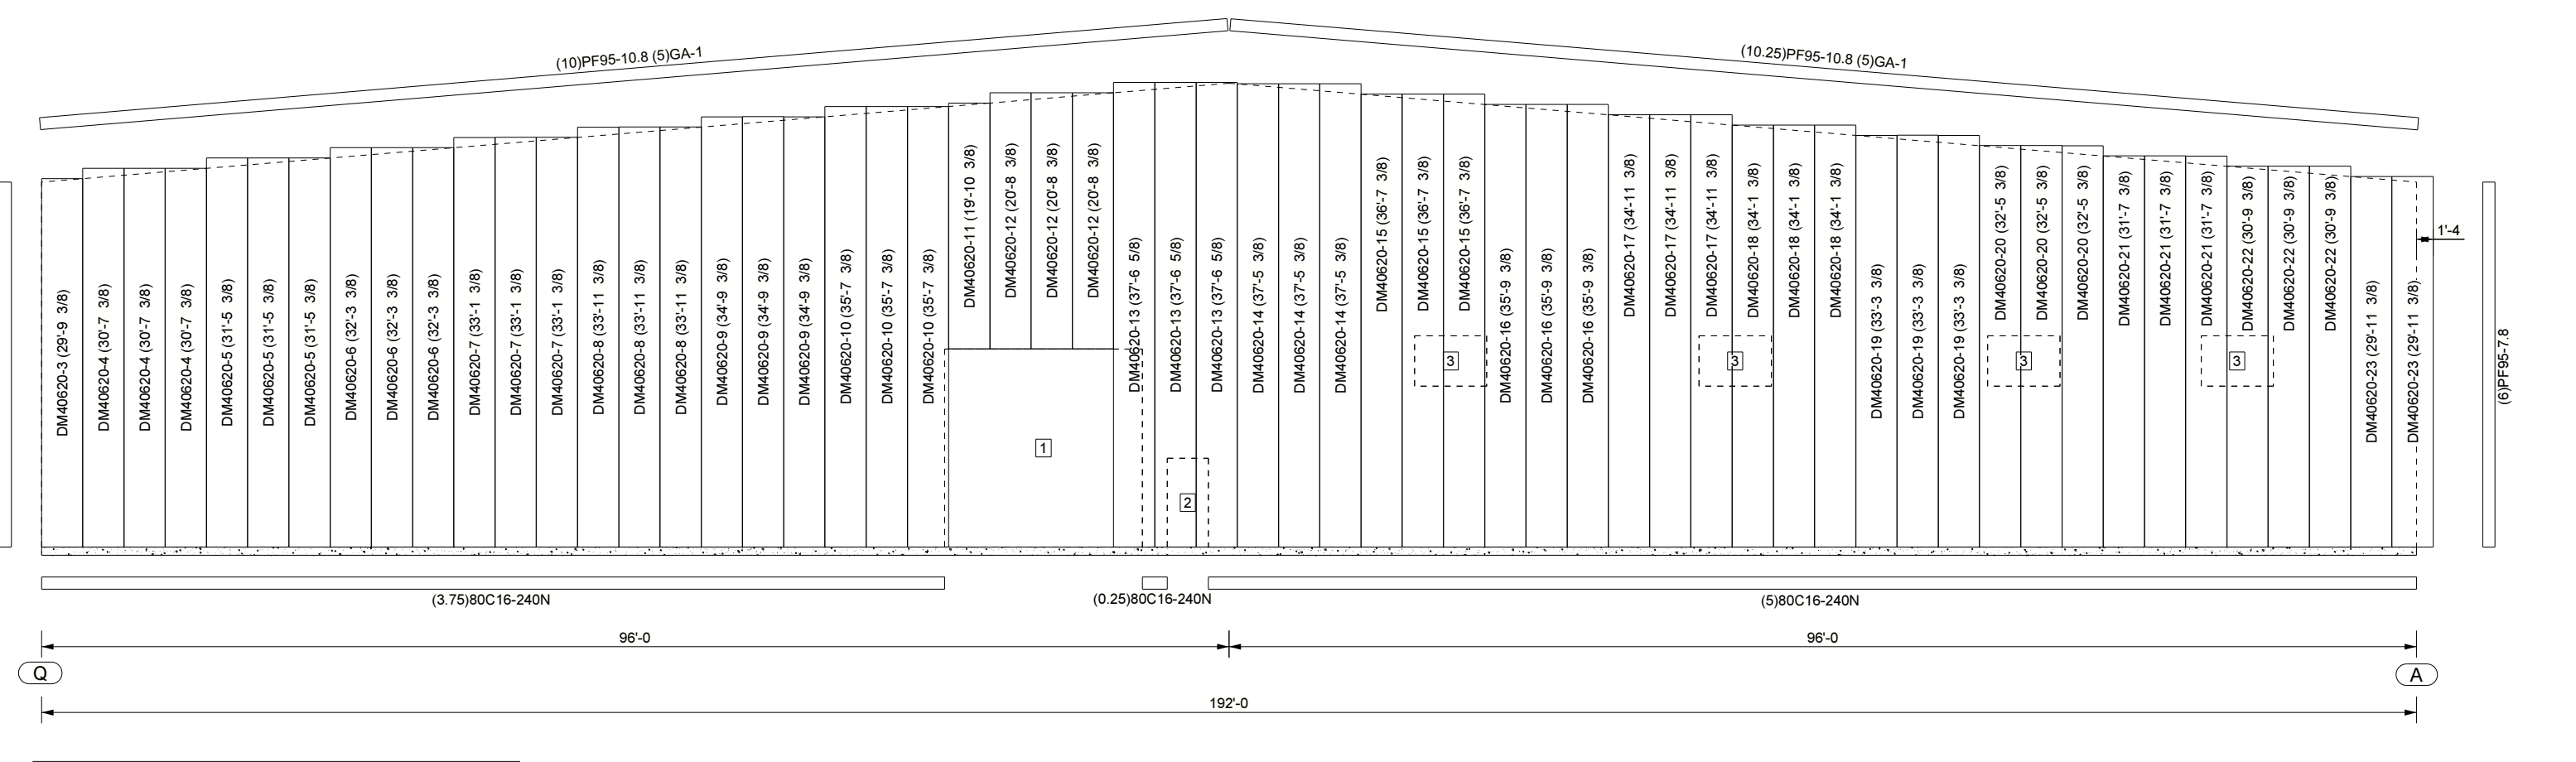 (10)PF95-10.8 (5)GA-1
(10.25)PF95-10.8 (5)GA-1
DM40620-3 (29'-9 3/8)
DM40620-4 (30'-7 3/8)
DM40620-4 (30'-7 3/8)
DM40620-4 (30'-7 3/8)
DM40620-5 (31'-5 3/8)
DM40620-5 (31'-5 3/8)
DM40620-5 (31'-5 3/8)
DM40620-6 (32'-3 3/8)
DM40620-6 (32'-3 3/8)
DM40620-6 (32'-3 3/8)
DM40620-7 (33'-1 3/8)
DM40620-7 (33'-1 3/8)
DM40620-7 (33'-1 3/8)
DM40620-8 (33'-11 3/8)
DM40620-8 (33'-11 3/8)
DM40620-8 (33'-11 3/8)
DM40620-9 (34'-9 3/8)
DM40620-9 (34'-9 3/8)
DM40620-9 (34'-9 3/8)
DM40620-10 (35'-7 3/8)
DM40620-10 (35'-7 3/8)
DM40620-10 (35'-7 3/8)
DM40620-11 (19'-10 3/8)
DM40620-12 (20'-8 3/8)
DM40620-12 (20'-8 3/8)
DM40620-12 (20'-8 3/8)
DM40620-13 (37'-6 5/8)
DM40620-13 (37'-6 5/8)
DM40620-13 (37'-6 5/8)
DM40620-14 (37'-5 3/8)
DM40620-14 (37'-5 3/8)
DM40620-14 (37'-5 3/8)
DM40620-15 (36'-7 3/8)
DM40620-15 (36'-7 3/8)
DM40620-15 (36'-7 3/8)
DM40620-16 (35'-9 3/8)
DM40620-16 (35'-9 3/8)
DM40620-16 (35'-9 3/8)
DM40620-17 (34'-11 3/8)
DM40620-17 (34'-11 3/8)
DM40620-17 (34'-11 3/8)
DM40620-18 (34'-1 3/8)
DM40620-18 (34'-1 3/8)
DM40620-18 (34'-1 3/8)
DM40620-19 (33'-3 3/8)
DM40620-19 (33'-3 3/8)
DM40620-19 (33'-3 3/8)
DM40620-20 (32'-5 3/8)
DM40620-20 (32'-5 3/8)
DM40620-20 (32'-5 3/8)
DM40620-21 (31'-7 3/8)
DM40620-21 (31'-7 3/8)
DM40620-21 (31'-7 3/8)
DM40620-22 (30'-9 3/8)
DM40620-22 (30'-9 3/8)
DM40620-22 (30'-9 3/8)
DM40620-23 (29'-11 3/8)
DM40620-23 (29'-11 3/8)
1'-4
(6)PF95-7.8
1
2
3
3
3
3
(3.75)80C16-240N
(0.25)80C16-240N
(5)80C16-240N
96'-0
96'-0
Q
A
192'-0